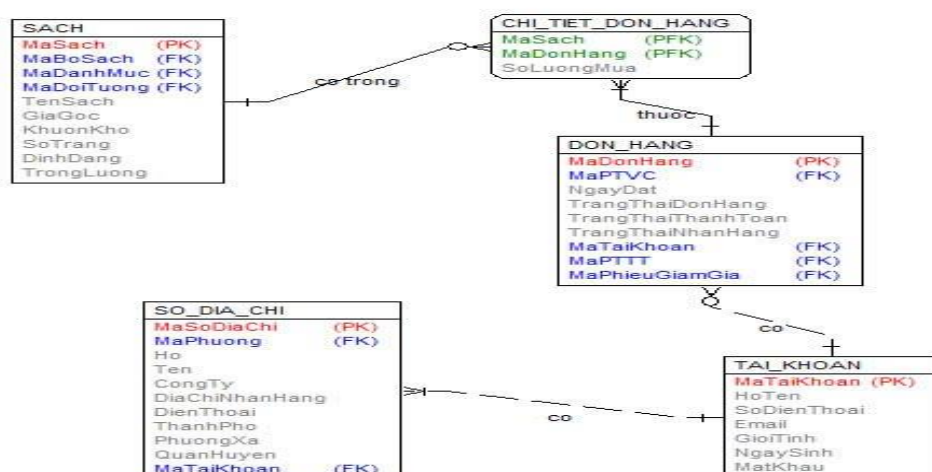 SACH
MaSach (PK)
MaBoSach (FK)
MaDanhMuc (FK)
MaDoiTuong (FK)
TenSach
GiaGoc
KhuonKho
SoTrang
DinhDang
TrongLuong
co trong
CHI_TIET_DON_HANG
MaSach (PFK)
MaDonHang (PFK)
SoLuongMua
thuoc
DON_HANG
MaDonHang (PK)
MaPTVC (FK)
NgayDat
TrangThaiDonHang
TrangThaiThanhToan
TrangThaiNhanHang
MaTaiKhoan (FK)
MaPTTT (FK)
MaPhieuGiamGia (FK)
co
SO_DIA_CHI
MaSoDiaChi (PK)
MaPhuong (FK)
Ho
Ten
CongTy
DiaChiNhanHang
DienThoai
ThanhPho
PhuongXa
QuanHuyen
MaTaiKhoan (FK)
co
TAI_KHOAN
MaTaiKhoan (PK)
HoTen
SoDienThoai
Email
GioiTinh
NgaySinh
MatKhau